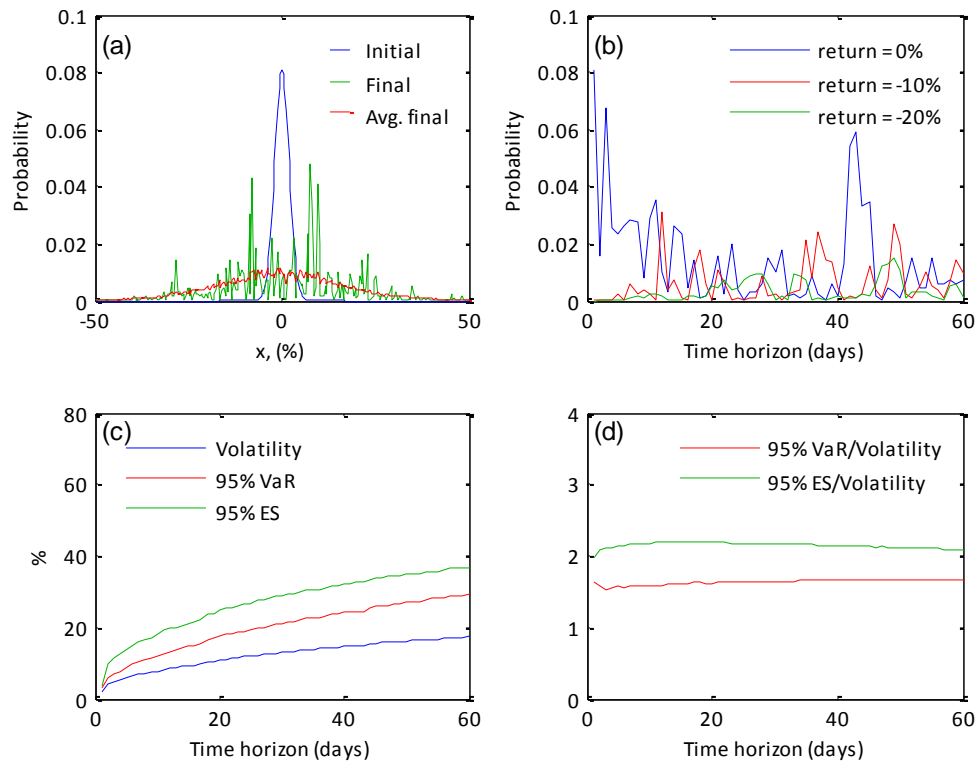 (a)
Initial
Final
Avg. final
0.1
0.08
0.06
0.04
0.02
0
Probability
-50
0
50
x, (%)
(b)
return = 0%
return = -10%
return = -20%
0.1
0.08
0.06
0.04
0.02
0
Probability
0
20
40
60
Time horizon (days)
(c)
Volatility
95% VaR
95% ES
80
60
40
20
0
%
0
20
40
60
Time horizon (days)
(d)
95% VaR/Volatility
95% ES/Volatility
4
3
2
1
0
0
20
40
60
Time horizon (days)